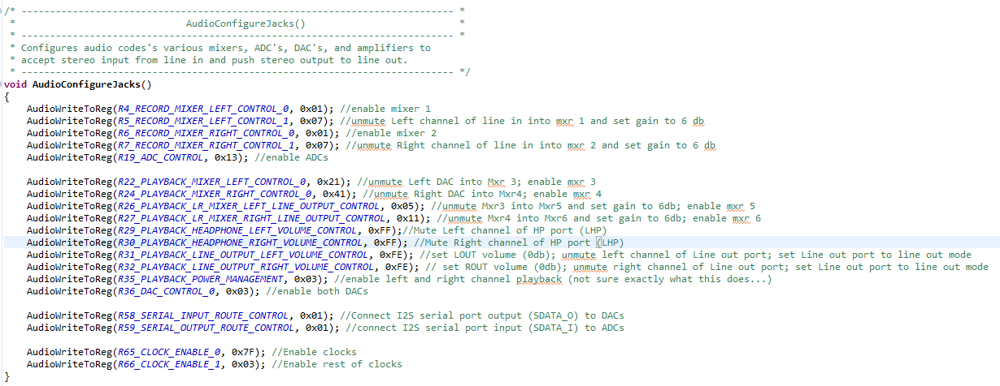 /* ---------------------------------------------------------------------------- *
 *                              AudioConfigureJacks()                           *
 * ---------------------------------------------------------------------------- *
 * Configures audio codes's various mixers, ADC's, DAC's, and amplifiers to
 * accept stereo input from line in and push stereo output to line out.
 * ---------------------------------------------------------------------------- */
void AudioConfigureJacks()
{
    AudioWriteToReg(R4_RECORD_MIXER_LEFT_CONTROL_0, 0x01); //enable mixer 1
    AudioWriteToReg(R5_RECORD_MIXER_LEFT_CONTROL_1, 0x07); //unmute Left channel of line in into mxr 1 and set gain to 6 db
    AudioWriteToReg(R6_RECORD_MIXER_RIGHT_CONTROL_0, 0x01); //enable mixer 2
    AudioWriteToReg(R7_RECORD_MIXER_RIGHT_CONTROL_1, 0x07); //unmute Right channel of line in into mxr 2 and set gain to 6 db
    AudioWriteToReg(R19_ADC_CONTROL, 0x13); //enable ADCs

    AudioWriteToReg(R22_PLAYBACK_MIXER_LEFT_CONTROL_0, 0x21); //unmute Left DAC into Mxr 3; enable mxr 3
    AudioWriteToReg(R24_PLAYBACK_MIXER_RIGHT_CONTROL_0, 0x41); //unmute Right DAC into Mxr4; enable mxr 4
    AudioWriteToReg(R26_PLAYBACK_LR_MIXER_LEFT_LINE_OUTPUT_CONTROL, 0x05); //unmute Mxr3 into Mxr5 and set gain to 6db; enable mxr 5
    AudioWriteToReg(R27_PLAYBACK_LR_MIXER_RIGHT_LINE_OUTPUT_CONTROL, 0x11); //unmute Mxr4 into Mxr6 and set gain to 6db; enable mxr 6
    AudioWriteToReg(R29_PLAYBACK_HEADPHONE_LEFT_VOLUME_CONTROL, 0xFF);//Mute Left channel of HP port (LHP)
    AudioWriteToReg(R30_PLAYBACK_HEADPHONE_RIGHT_VOLUME_CONTROL, 0xFF); //Mute Right channel of HP port (LHP)
    AudioWriteToReg(R31_PLAYBACK_LINE_OUTPUT_LEFT_VOLUME_CONTROL, 0xFE); //set LOUT volume (0db); unmute left channel of Line out port; set Line out port to line out mode
    AudioWriteToReg(R32_PLAYBACK_LINE_OUTPUT_RIGHT_VOLUME_CONTROL, 0xFE); // set ROUT volume (0db); unmute right channel of Line out port; set Line out port to line out mode
    AudioWriteToReg(R35_PLAYBACK_POWER_MANAGEMENT, 0x03); //enable left and right channel playback (not sure exactly what this does...)
    AudioWriteToReg(R36_DAC_CONTROL_0, 0x03); //enable both DACs

    AudioWriteToReg(R58_SERIAL_INPUT_ROUTE_CONTROL, 0x01); //Connect I2S serial port output (SDATA_O) to DACs
    AudioWriteToReg(R59_SERIAL_OUTPUT_ROUTE_CONTROL, 0x01); //connect I2S serial port input (SDATA_I) to ADCs

    AudioWriteToReg(R65_CLOCK_ENABLE_0, 0x7F); //Enable clocks
    AudioWriteToReg(R66_CLOCK_ENABLE_1, 0x03); //Enable rest of clocks
}